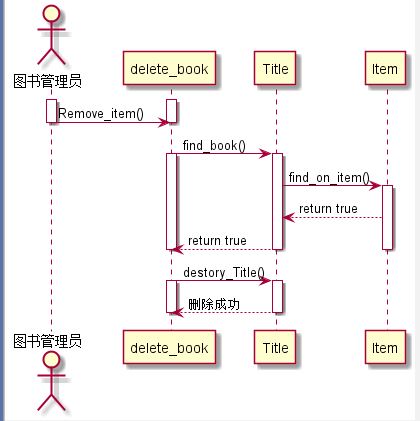 图书管理员
delete_book
Title
Item
Remove_item()
find_book()
find_on_item()
return true
return true
destory_Title()
删除成功
图书管理员
delete_book
Title
Item